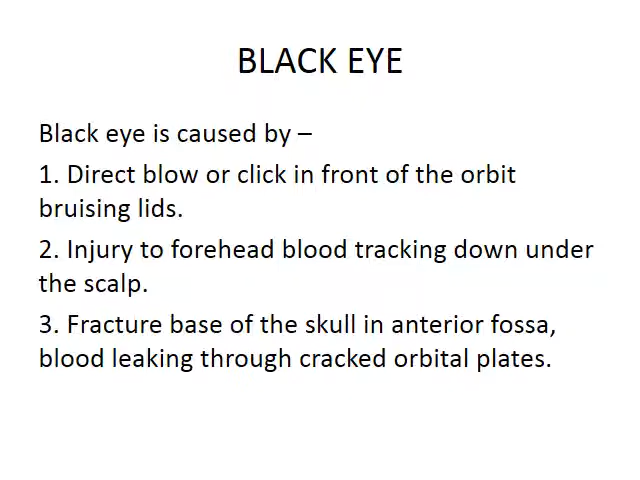 BLACK EYE
Black eye is caused by –
1. Direct blow or click in front of the orbit
bruising lids.
2. Injury to forehead blood tracking down under
the scalp.
3. Fracture base of the skull in anterior fossa,
blood leaking through cracked orbital plates.